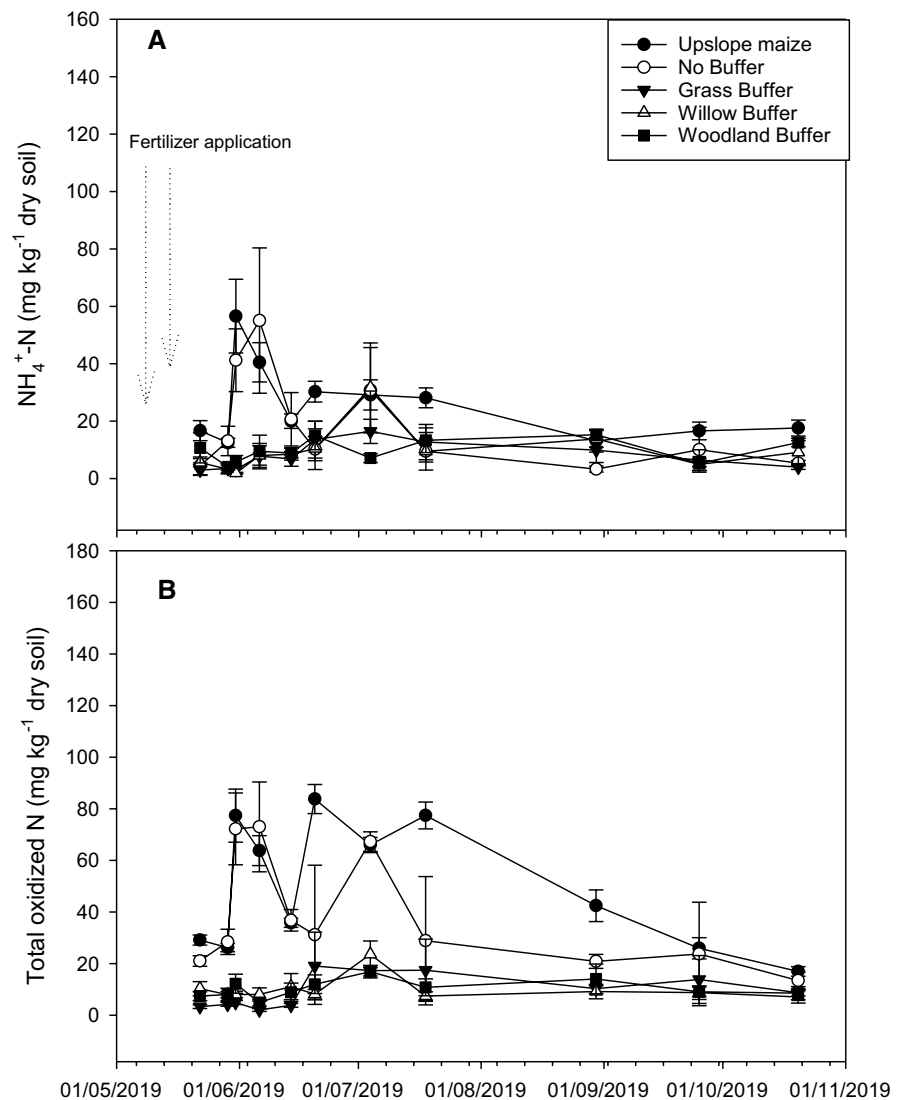 160
A
140
120
100
80
60
40
20
0
NH₄⁺-N (mg kg⁻¹ dry soil)
Fertilizer application
Upslope maize
No Buffer
Grass Buffer
Willow Buffer
Woodland Buffer
180
B
160
140
120
100
80
60
40
20
0
Total oxidized N (mg kg⁻¹ dry soil)
01/05/2019 01/06/2019 01/07/2019 01/08/2019 01/09/2019 01/10/2019 01/11/2019